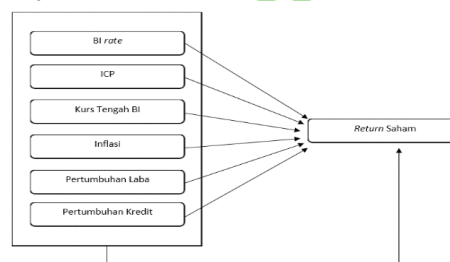 BI rate
ICP
Kurs Tengah BI
Return Saham
Inflasi
Pertumbuhan Laba
Pertumbuhan Kredit